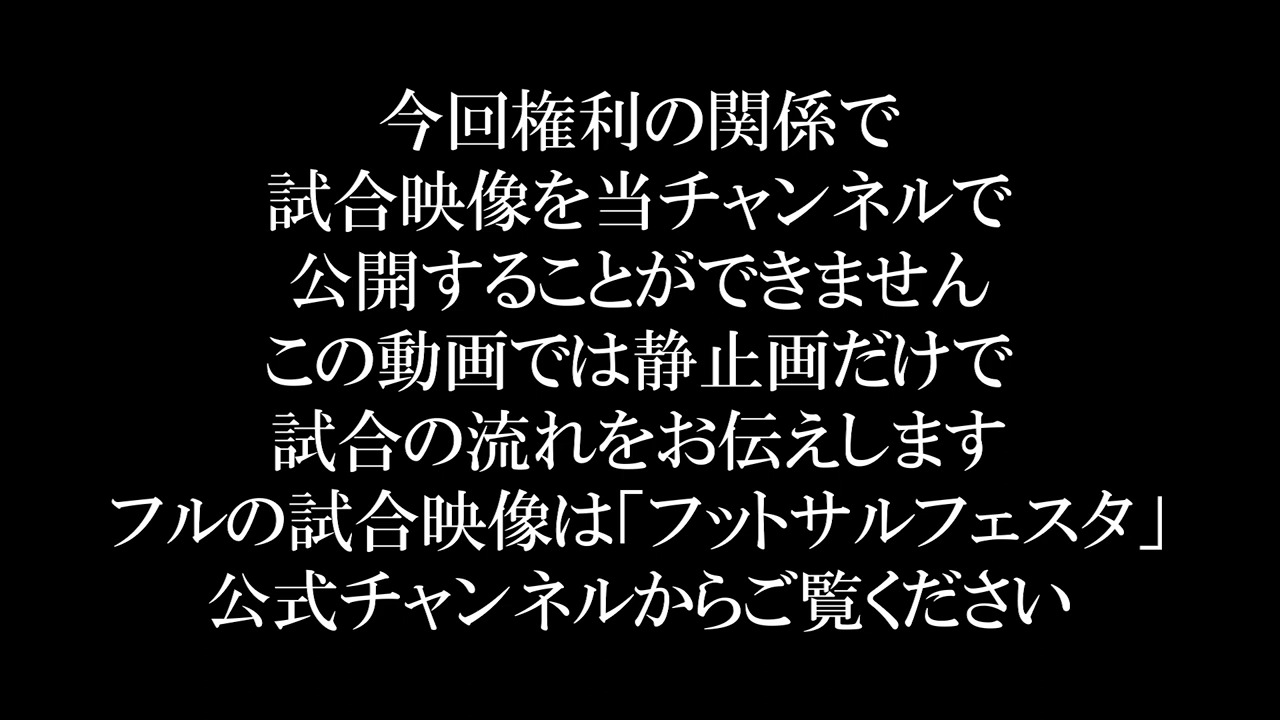 今回権利の関係で
試合映像を当チャンネルで
公開することができません
この動画では静止画だけで
試合の流れをお伝えします
フルの試合映像は「フットサルフェスタ」
公式チャンネルからご覧ください